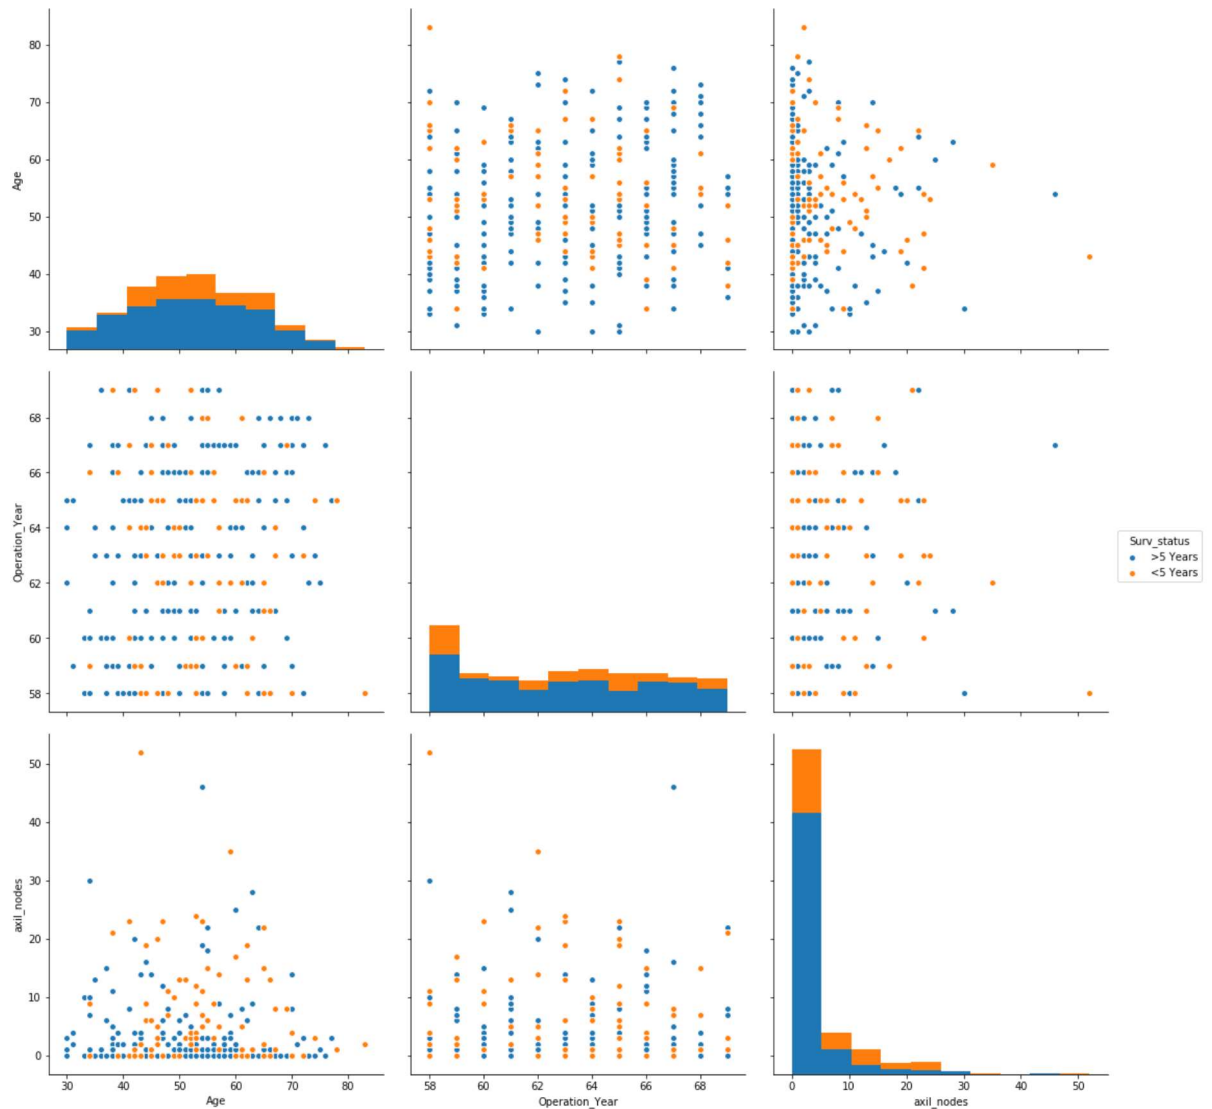 80
70
60
50
40
30
Age
68
66
64
62
60
58
Operation_Year
Surv_status
>5 Years
<5 Years
50
40
30
20
10
0
axil_nodes
30 40 50 60 70 80
Age
58 60 62 64 66 68
Operation_Year
0 10 20 30 40 50
axil_nodes